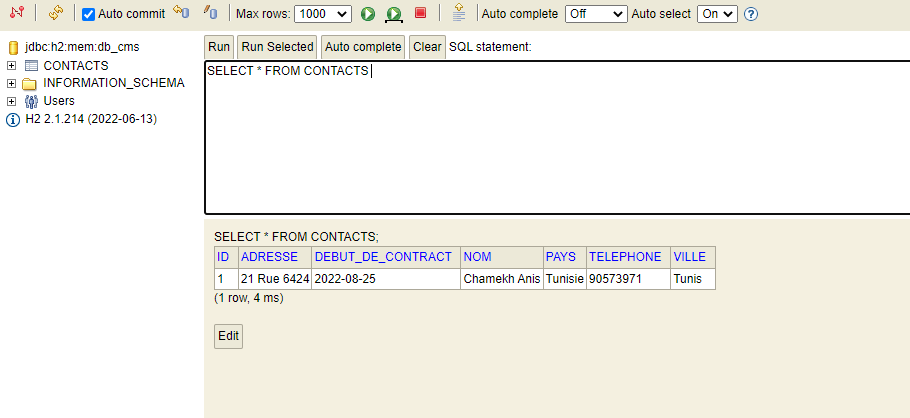 Auto commit Max rows: 1000 Auto complete Off Auto select On
jdbc:h2:mem:db_cms
CONTACTS
INFORMATION_SCHEMA
Users
H2 2.1.214 (2022-06-13)
Run Run Selected Auto complete Clear SQL statement:
SELECT * FROM CONTACTS
SELECT * FROM CONTACTS;
ID ADRESSE DEBUT_DE_CONTRACT NOM PAYS TELEPHONE VILLE
1 21 Rue 6424 2022-08-25 Chamekh Anis Tunisie 90573971 Tunis
(1 row, 4 ms)
Edit